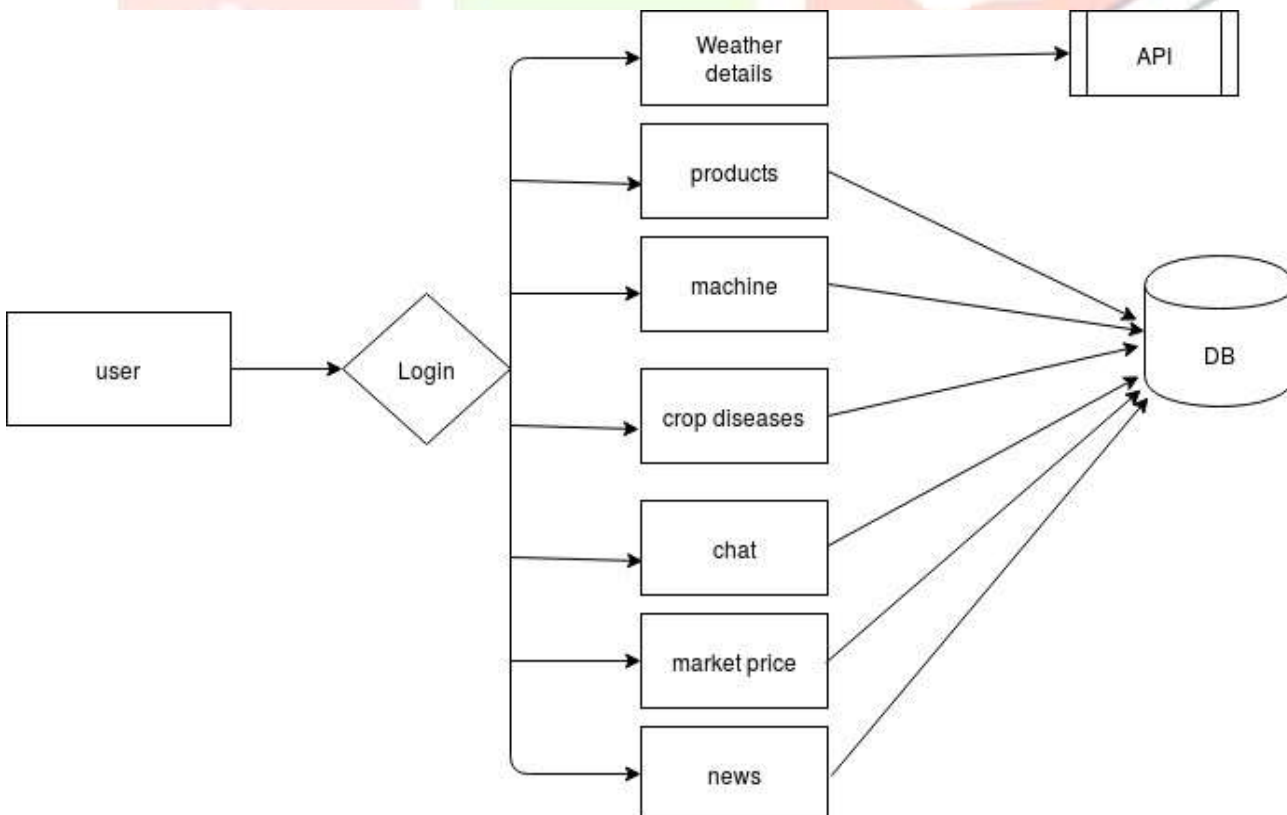 Weather
details
API
products
machine
user
Login
DB
crop diseases
chat
market price
news